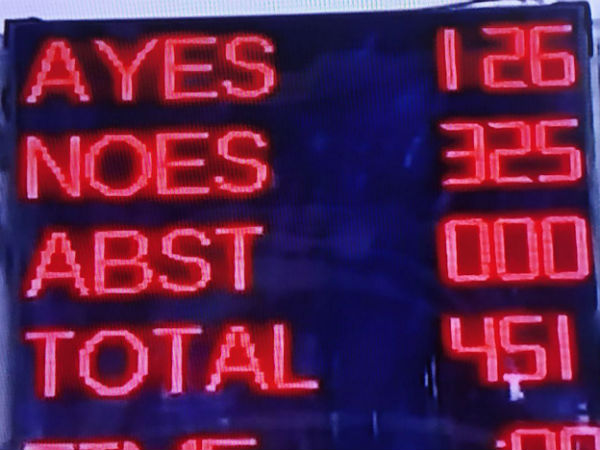 AYES 126
NOES 325
ABST 000
TOTAL 451